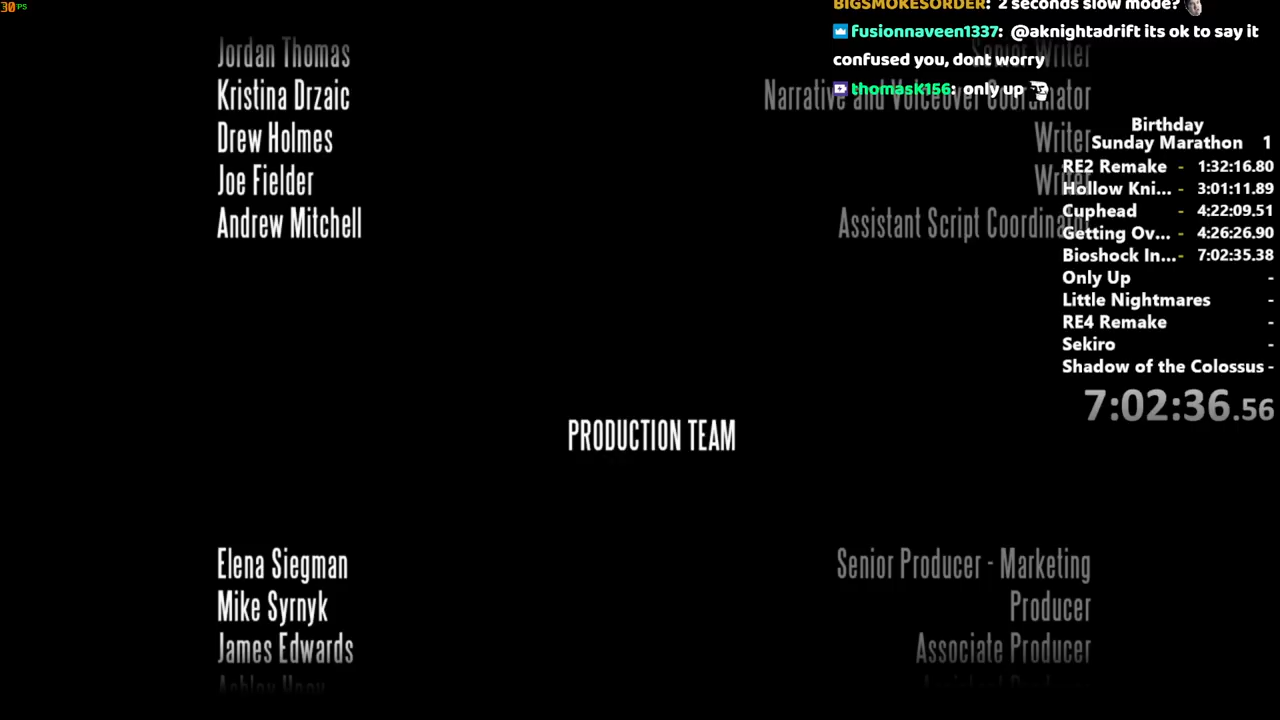 30 FPS
BIGSMOKESORDER: 2 seconds slow mode?
fusionnaveen1337: @aknightadrift its ok to say it
confused you, dont worry
thomasK156: only up
Jordan Thomas Senior Writer
Kristina Drzaic Narrative and Voiceover Coordinator
Drew Holmes Writer
Joe Fielder Writer
Andrew Mitchell Assistant Script Coordinator
Birthday
Sunday Marathon 1
RE2 Remake - 1:32:16.80
Hollow Kni... - 3:01:11.89
Cuphead - 4:22:09.51
Getting Ov... - 4:26:26.90
Bioshock In... - 7:02:35.38
Only Up -
Little Nightmares -
RE4 Remake -
Sekiro -
Shadow of the Colossus -
7:02:36.56
PRODUCTION TEAM
Elena Siegman Senior Producer - Marketing
Mike Syrnyk Producer
James Edwards Associate Producer